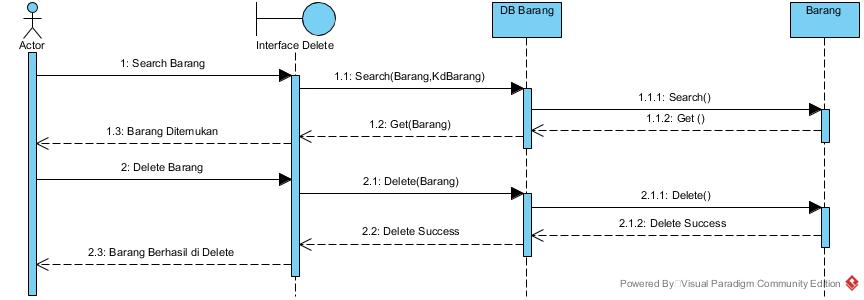 DB Barang
Barang
Actor
Interface Delete
1: Search Barang
1.1: Search(Barang,KdBarang)
1.1.1: Search()
1.1.2: Get ()
1.2: Get(Barang)
1.3: Barang Ditemukan
2: Delete Barang
2.1: Delete(Barang)
2.1.1: Delete()
2.1.2: Delete Success
2.2: Delete Success
2.3: Barang Berhasil di Delete
Powered By Visual Paradigm Community Edition